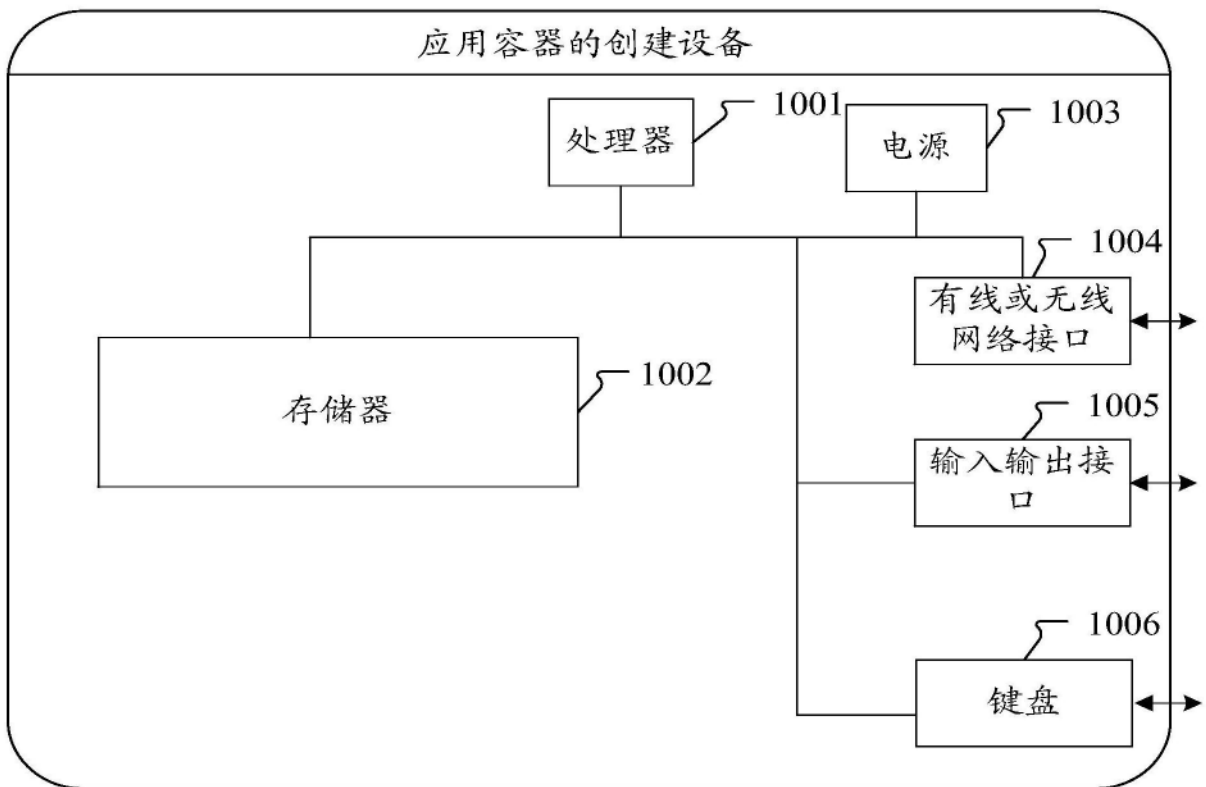 应用容器的创建设备
1001
处理器
1003
电源
1004
有线或无线
网络接口
1002
存储器
1005
输入输出接
口
1006
键盘